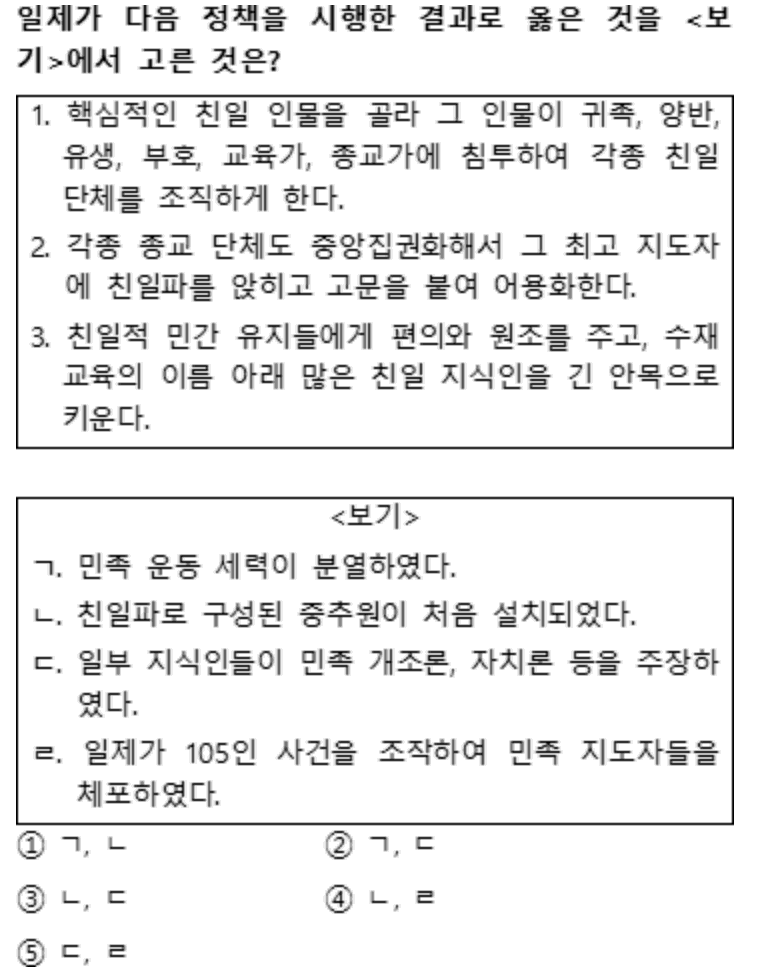 일제가 다음 정책을 시행한 결과로 옳은 것을 <보
기>에서 고른 것은?
1. 핵심적인 친일 인물을 골라 그 인물이 귀족, 양반,
유생, 부호, 교육가, 종교가에 침투하여 각종 친일
단체를 조직하게 한다.
2. 각종 종교 단체도 중앙집권화해서 그 최고 지도자
에 친일파를 앉히고 고문을 붙여 어용화한다.
3. 친일적 민간 유지들에게 편의와 원조를 주고, 수재
교육의 이름 아래 많은 친일 지식인을 긴 안목으로
키운다.
<보기>
ㄱ. 민족 운동 세력이 분열하였다.
ㄴ. 친일파로 구성된 중추원이 처음 설치되었다.
ㄷ. 일부 지식인들이 민족 개조론, 자치론 등을 주장하
였다.
ㄹ. 일제가 105인 사건을 조작하여 민족 지도자들을
체포하였다.
① ㄱ, ㄴ ② ㄱ, ㄷ
③ ㄴ, ㄷ ④ ㄴ, ㄹ
⑤ ㄷ, ㄹ